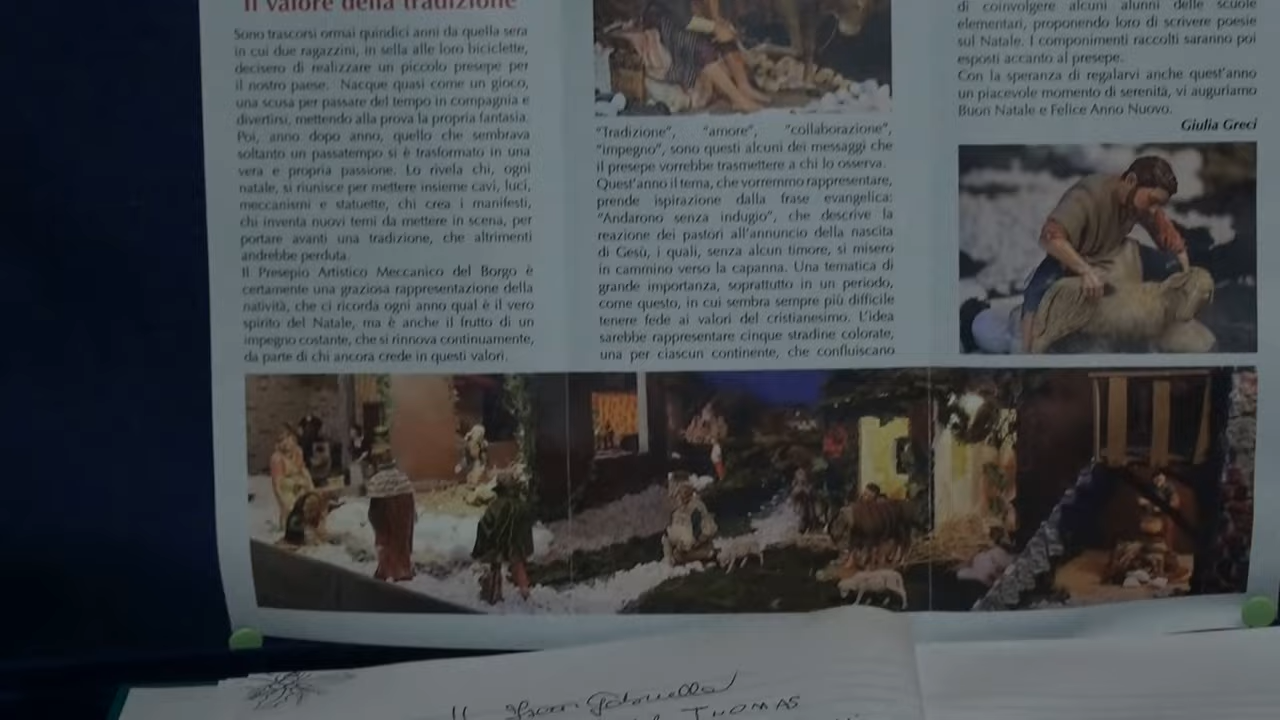 Il valore della tradizione
Sono trascorsi ormai quindici anni da quella sera
in cui due ragazzini, in sella alle loro biciclette,
decisero di realizzare un piccolo presepe per
il nostro paese. Nacque quasi come un gioco,
una scusa per passare del tempo in compagnia e
divertirsi, mettendo alla prova la propria fantasia.
Poi, anno dopo anno, quello che sembrava
soltanto un passatempo si è trasformato in una
vera e propria passione. Lo rivela chi, ogni
natale, si riunisce per mettere insieme cavi, luci,
meccanismi e statuette, chi crea i manifesti,
chi inventa nuovi temi da mettere in scena, per
portare avanti una tradizione, che altrimenti
andrebbe perduta.
Il Presepio Artistico Meccanico del Borgo è
certamente una graziosa rappresentazione della
natività, che ci ricorda ogni anno qual è il vero
spirito del Natale, ma è anche il frutto di un
impegno costante, che si rinnova continuamente,
da parte di chi ancora crede in questi valori.
"Tradizione", "amore", "collaborazione",
"impegno", sono questi alcuni dei messaggi che
il presepe vorrebbe trasmettere a chi lo osserva.
Quest'anno il tema, che vorremmo rappresentare,
prende ispirazione dalla frase evangelica:
"Andarono senza indugio", che descrive la
reazione dei pastori all'annuncio della nascita
di Gesù, i quali, senza alcun timore, si misero
in cammino verso la capanna. Una tematica di
grande importanza, soprattutto in un periodo,
come questo, in cui sembra sempre più difficile
tenere fede ai valori del cristianesimo. L'idea
sarebbe rappresentare cinque stradine colorate,
una per ciascun continente, che confluiscano
di coinvolgere alcuni alunni delle scuole
elementari, proponendo loro di scrivere poesie
sul Natale. I componimenti raccolti saranno poi
esposti accanto al presepe.
Con la speranza di regalarvi anche quest'anno
un piacevole momento di serenità, vi auguriamo
Buon Natale e Felice Anno Nuovo.
Giulia Greci
THOMAS